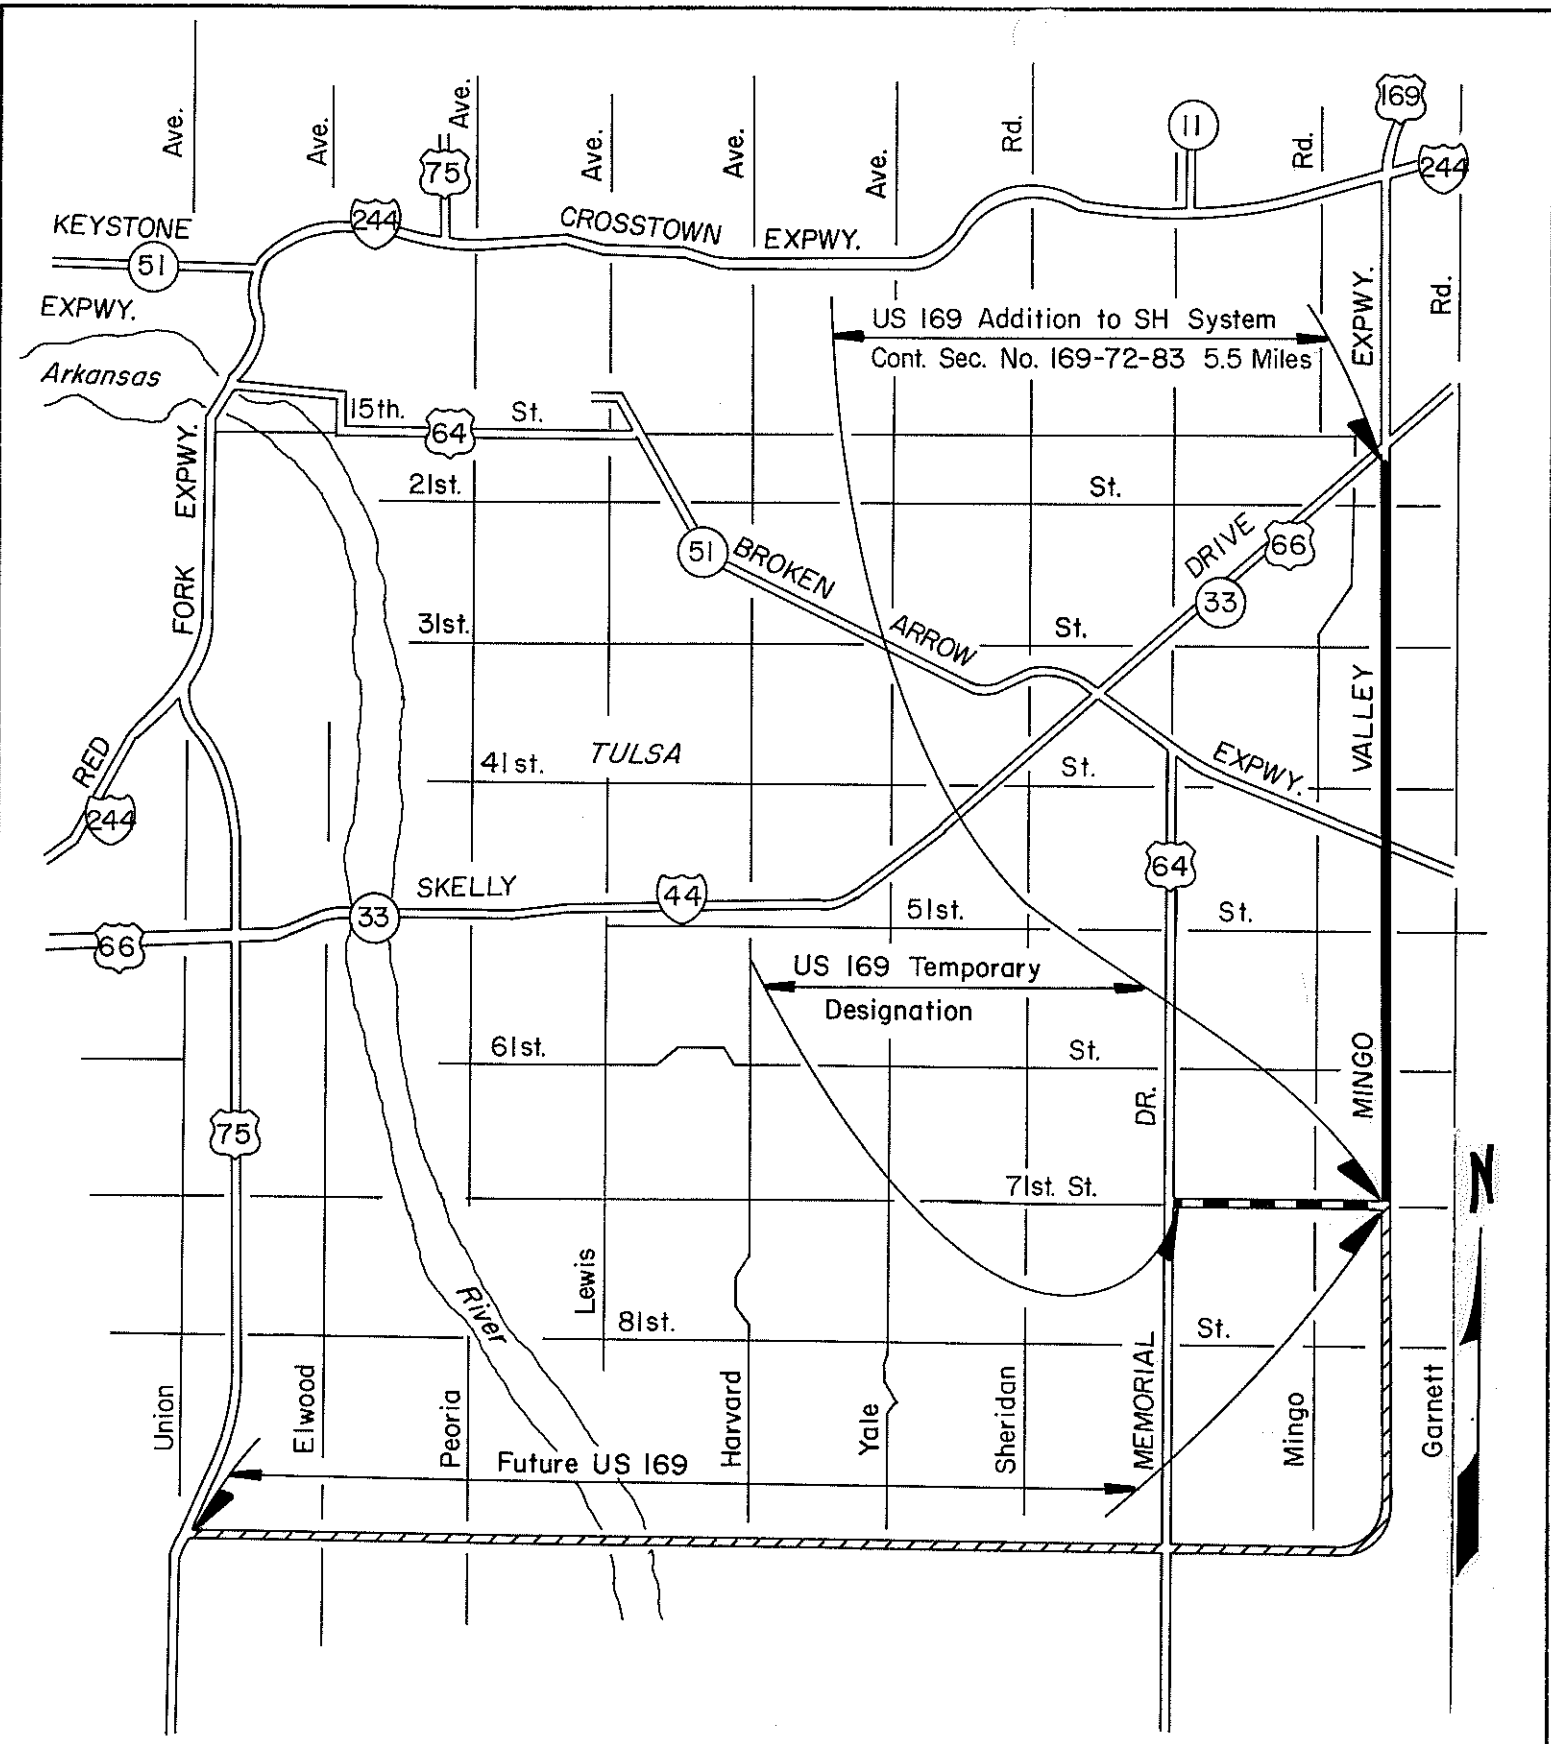 Ave.
Ave.
Ave.
Ave.
Ave.
Ave.
Rd.
Rd.
Rd.
169
11
75
244
244
KEYSTONE
51
EXPWY.
CROSSTOWN EXPWY.
Arkansas
US 169 Addition to SH System
Cont. Sec. No. 169-72-83 5.5 Miles
EXPWY.
15th. St.
64
21st. St.
RED FORK EXPWY.
51
BROKEN ARROW EXPWY.
DRIVE
66
33
31st. St.
TULSA
41st. St.
MINGO VALLEY
244
64
SKELLY
44
33
66
51st. St.
US 169 Temporary
Designation
61st. St.
75
DR.
71st. St.
N
River
81st. St.
Union
Elwood
Peoria
Lewis
Harvard
Yale
Sheridan
MEMORIAL
Mingo
Garnett
Future US 169